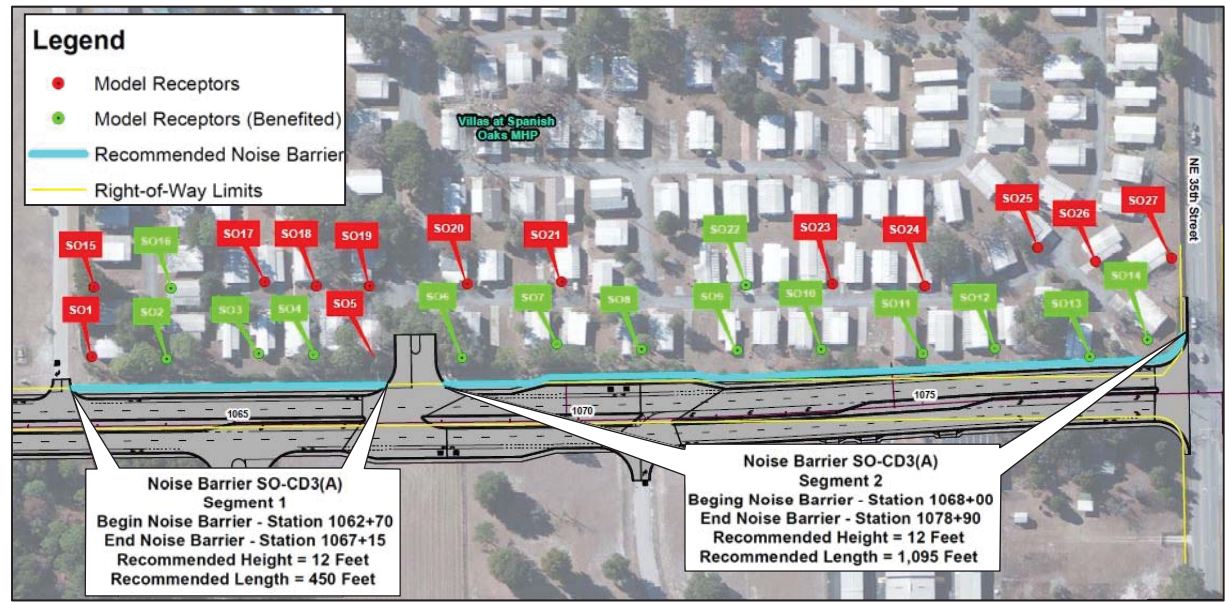 Legend
Model Receptors
Model Receptors (Benefited)
Recommended Noise Barrier
Right-of-Way Limits
Villas at Spanish
Oaks MHP
NE 35th Street
SO15
SO16
SO17
SO18
SO19
SO20
SO21
SO22
SO23
SO24
SO25
SO26
SO27
SO1
SO2
SO3
SO4
SO5
SO6
SO7
SO8
SO9
SO10
SO11
SO12
SO13
SO14
1065
1070
1075
Noise Barrier SO-CD3(A)
Segment 1
Begin Noise Barrier - Station 1062+70
End Noise Barrier - Station 1067+15
Recommended Height = 12 Feet
Recommended Length = 450 Feet
Noise Barrier SO-CD3(A)
Segment 2
Beging Noise Barrier - Station 1068+00
End Noise Barrier - Station 1078+90
Recommended Height = 12 Feet
Recommended Length = 1,095 Feet